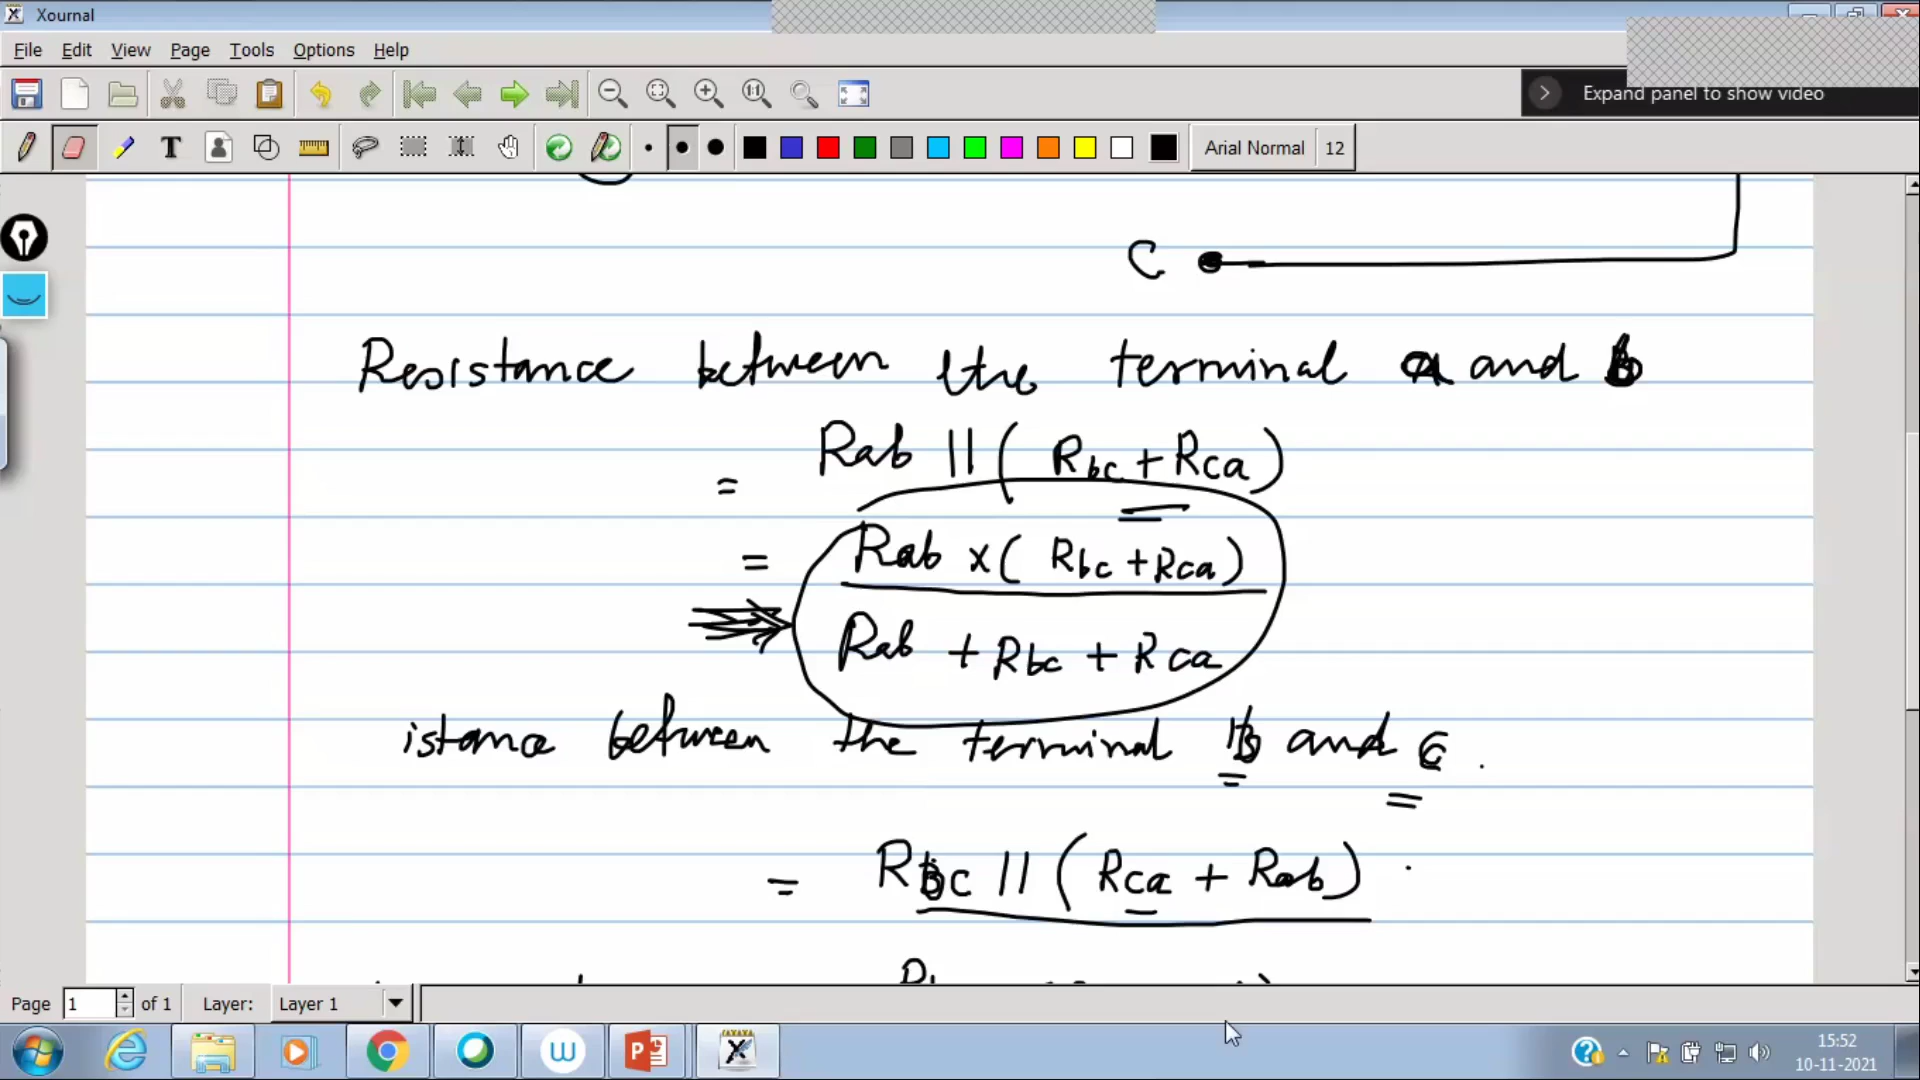 Xournal
File Edit View Page Tools Options Help
Expand panel to show video
Arial Normal 12
C
Resistance between the terminal a and b
= Rab || ( Rbc + Rca )
= Rab x ( Rbc + Rca )
Rab + Rbc + Rca
istance between the terminal b and c .
= Rbc || ( Rca + Rab )
Page 1 of 1 Layer: Layer 1
15:52
10-11-2021